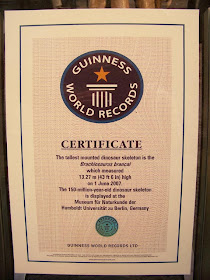 GUINNESS
WORLD RECORDS
CERTIFICATE
The tallest mounted dinosaur skeleton is the
Brachiosaurus brancai
which measured
13.27 m (43 ft 6 in) high
on 1 June 2007.
The 150-million-year-old dinosaur skeleton
is displayed at the
Museum für Naturkunde der
Humboldt Universität zu Berlin, Germany
GUINNESS WORLD RECORDS LTD